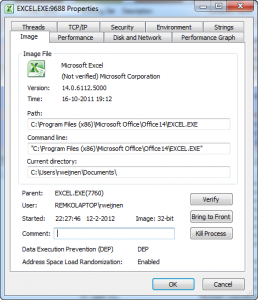 EXCEL.EXE:9688 Properties
Threads TCP/IP Security Environment Strings
Image Performance Disk and Network Performance Graph
Image File
Microsoft Excel
(Not verified) Microsoft Corporation
Version: 14.0.6112.5000
Time: 16-10-2011 19:12
Path:
C:\Program Files (x86)\Microsoft Office\Office14\EXCEL.EXE
Command line:
"C:\Program Files (x86)\Microsoft Office\Office14\EXCEL.EXE"
Current directory:
C:\Users\rweijnen\Documents\
Parent: EXCEL.EXE(7760)
User: REMKOLAPTOP\rweijnen
Verify
Started: 22:27:46 12-2-2012 Image: 32-bit
Bring to Front
Comment:
Kill Process
Data Execution Prevention (DEP) DEP
Address Space Load Randomization: Enabled
OK Cancel